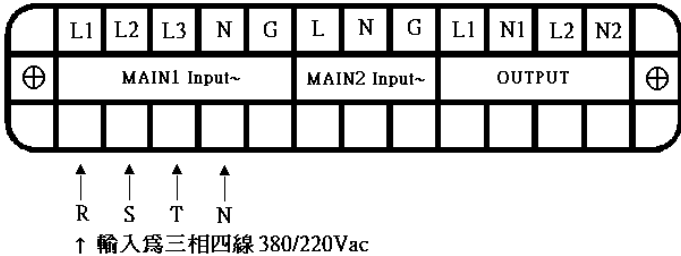 L1 L2 L3 N G L N G L1 N1 L2 N2
MAIN1 Input~ MAIN2 Input~ OUTPUT
R S T N
↑ 輸入爲三相四線 380/220Vac